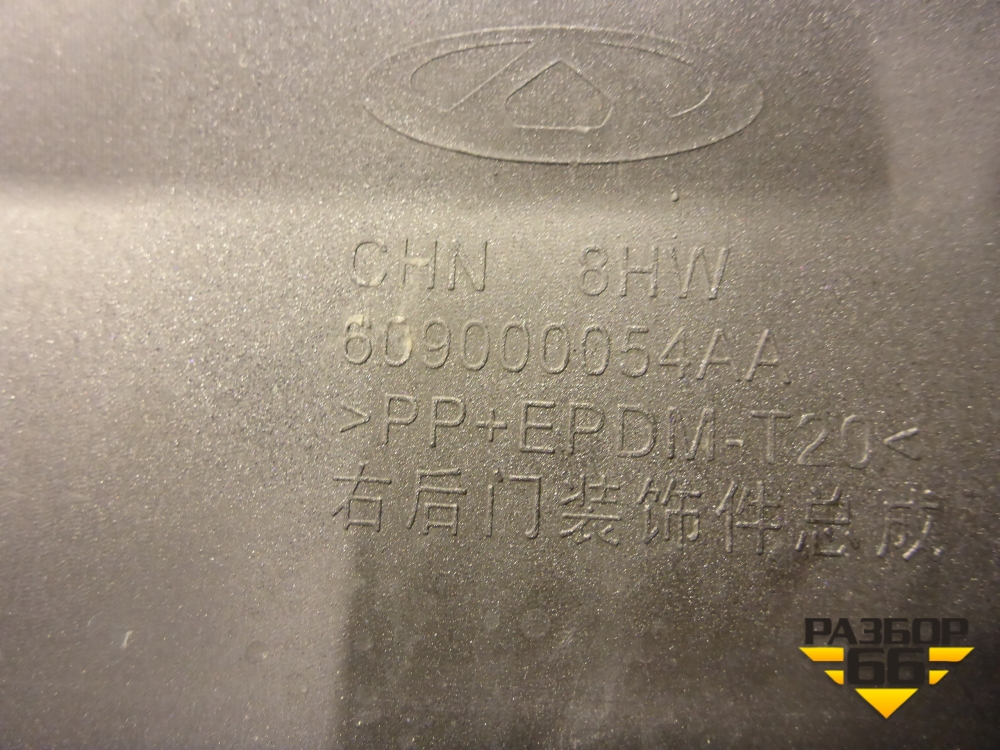 CHN 8HW
609000054AA
>PP+EPDM-T20<
右后门装饰件总成
РАЗБОР
66